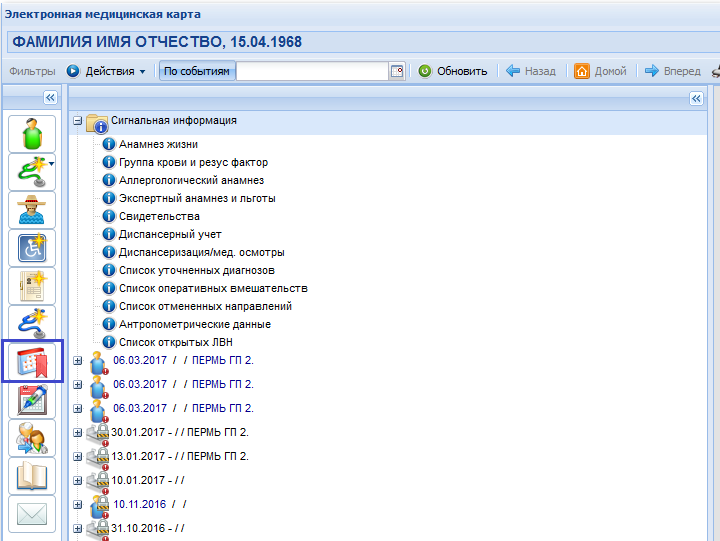 Электронная медицинская карта
ФАМИЛИЯ ИМЯ ОТЧЕСТВО, 15.04.1968
Фильтры Действия По событиям Обновить Назад Домой Вперед
Сигнальная информация
Анамнез жизни
Группа крови и резус фактор
Аллергологический анамнез
Экспертный анамнез и льготы
Свидетельства
Диспансерный учет
Диспансеризация/мед. осмотры
Список уточненных диагнозов
Список оперативных вмешательств
Список отмененных направлений
Антропометрические данные
Список открытых ЛВН
06.03.2017 / / ПЕРМЬ ГП 2.
06.03.2017 / / ПЕРМЬ ГП 2.
06.03.2017 / / ПЕРМЬ ГП 2.
30.01.2017 - / / ПЕРМЬ ГП 2.
13.01.2017 - / / ПЕРМЬ ГП 2.
10.01.2017 - / /
10.11.2016 / /
31.10.2016 - / /